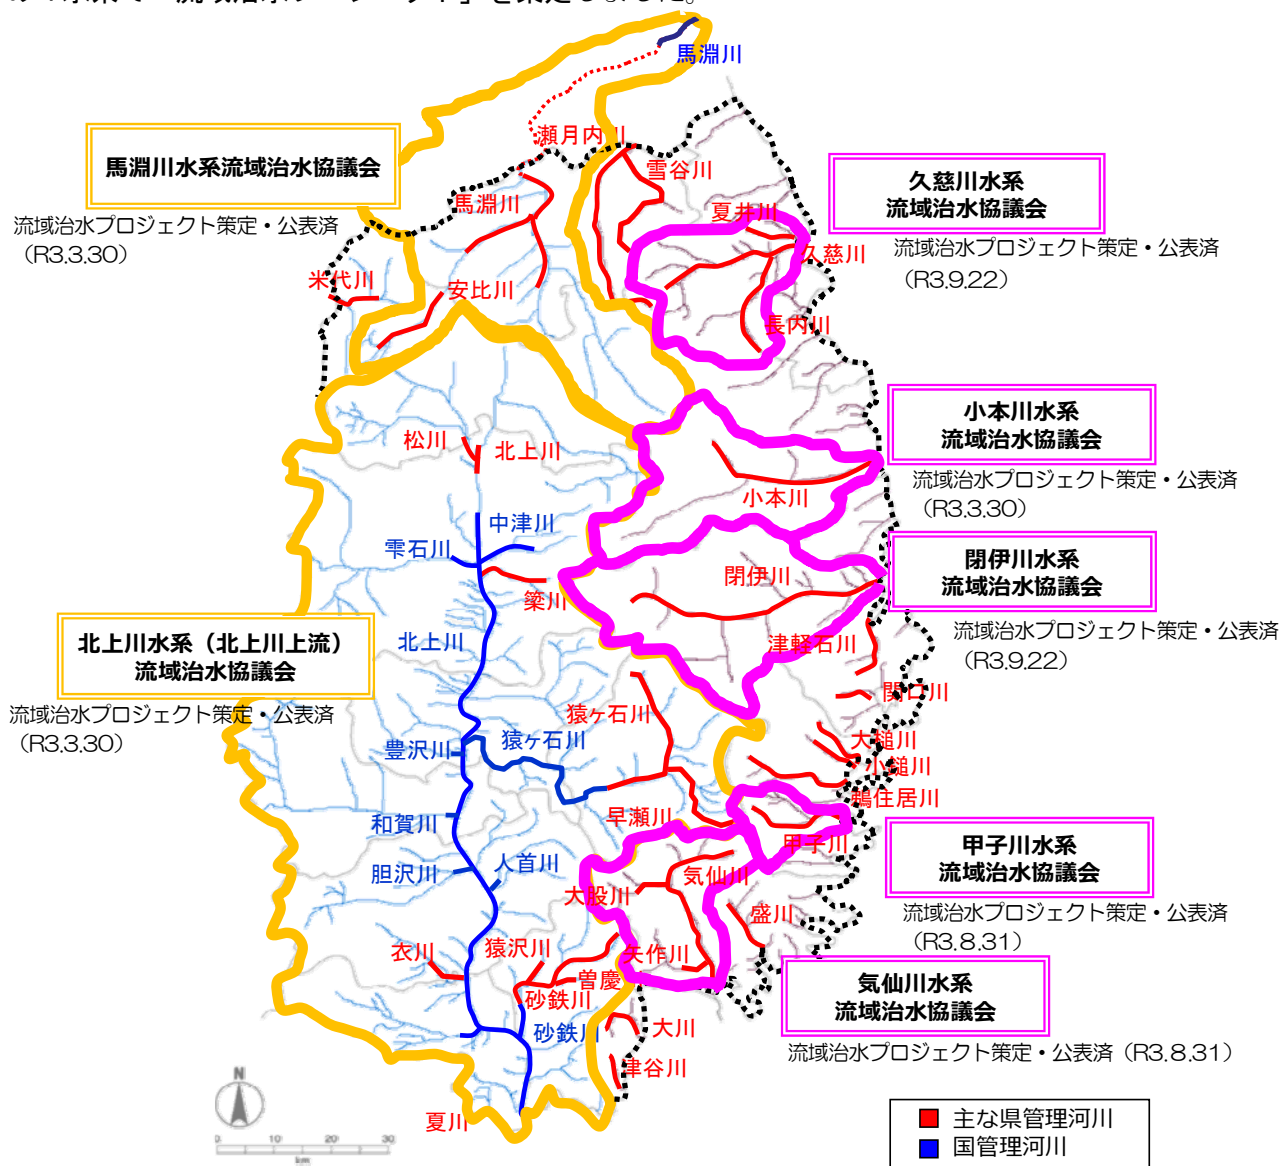 馬淵川
瀬月内川
雪谷川
馬淵川水系流域治水協議会
流域治水プロジェクト策定・公表済
（R3.3.30）
馬淵川
久慈川水系
流域治水協議会
夏井川
流域治水プロジェクト策定・公表済
（R3.9.22）
久慈川
米代川
安比川
長内川
松川
北上川
小本川水系
流域治水協議会
流域治水プロジェクト策定・公表済
（R3.3.30）
小本川
中津川
雫石川
閉伊川
簗川
閉伊川水系
流域治水協議会
流域治水プロジェクト策定・公表済
（R3.9.22）
北上川水系（北上川上流）
流域治水協議会
流域治水プロジェクト策定・公表済
（R3.3.30）
北上川
津軽石川
関口川
猿ヶ石川
猿ヶ石川
豊沢川
大槌川
小鎚川
鵜住居川
和賀川
早瀬川
甲子川
甲子川水系
流域治水協議会
流域治水プロジェクト策定・公表済
（R3.8.31）
胆沢川
人首川
大股川
気仙川
盛川
衣川
猿沢川
矢作川
曽慶
砂鉄川
気仙川水系
流域治水協議会
流域治水プロジェクト策定・公表済（R3.8.31）
砂鉄川
大川
津谷川
夏川
N
0 10 20 30
km
主な県管理河川
国管理河川